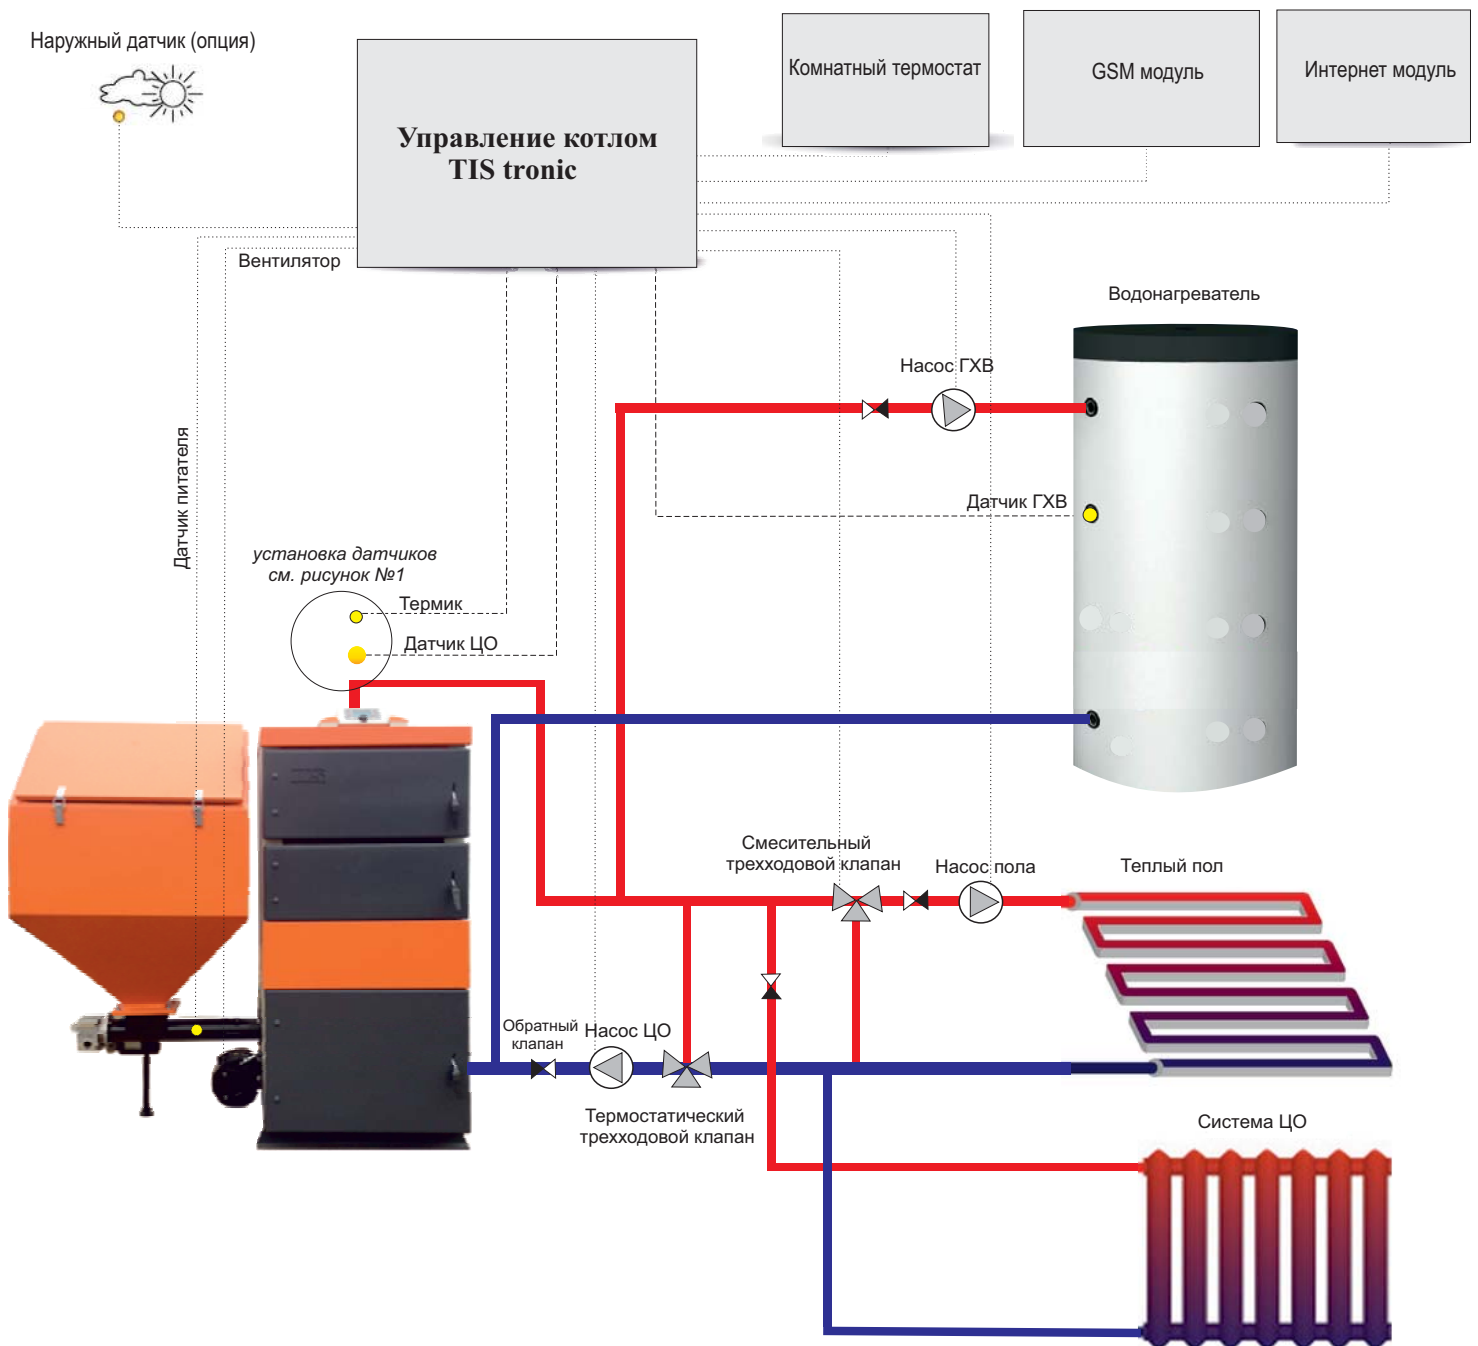 Наружный датчик (опция)
Комнатный термостат
GSM модуль
Интернет модуль
Управление котлом
TIS tronic
Вентилятор
Водонагреватель
Насос ГХВ
Датчик питателя
Датчик ГХВ
установка датчиков
см. рисунок №1
Термик
Датчик ЦО
Смесительный
трехходовой клапан
Насос пола
Теплый пол
Обратный
клапан
Насос ЦО
Термостатический
трехходовой клапан
Система ЦО